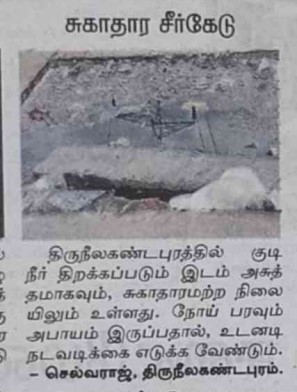 சுகாதார சீர்கேடு
திருநீலகண்டபுரத்தில் குடி
நீர் திறக்கப்படும் இடம் அசுத்
தமாகவும், சுகாதாரமற்ற நிலை
யிலும் உள்ளது. நோய் பரவும்
அபாயம் இருப்பதால், உடனடி
நடவடிக்கை எடுக்க வேண்டும்.
– செல்வராஜ், திருநீலகண்டபுரம்.